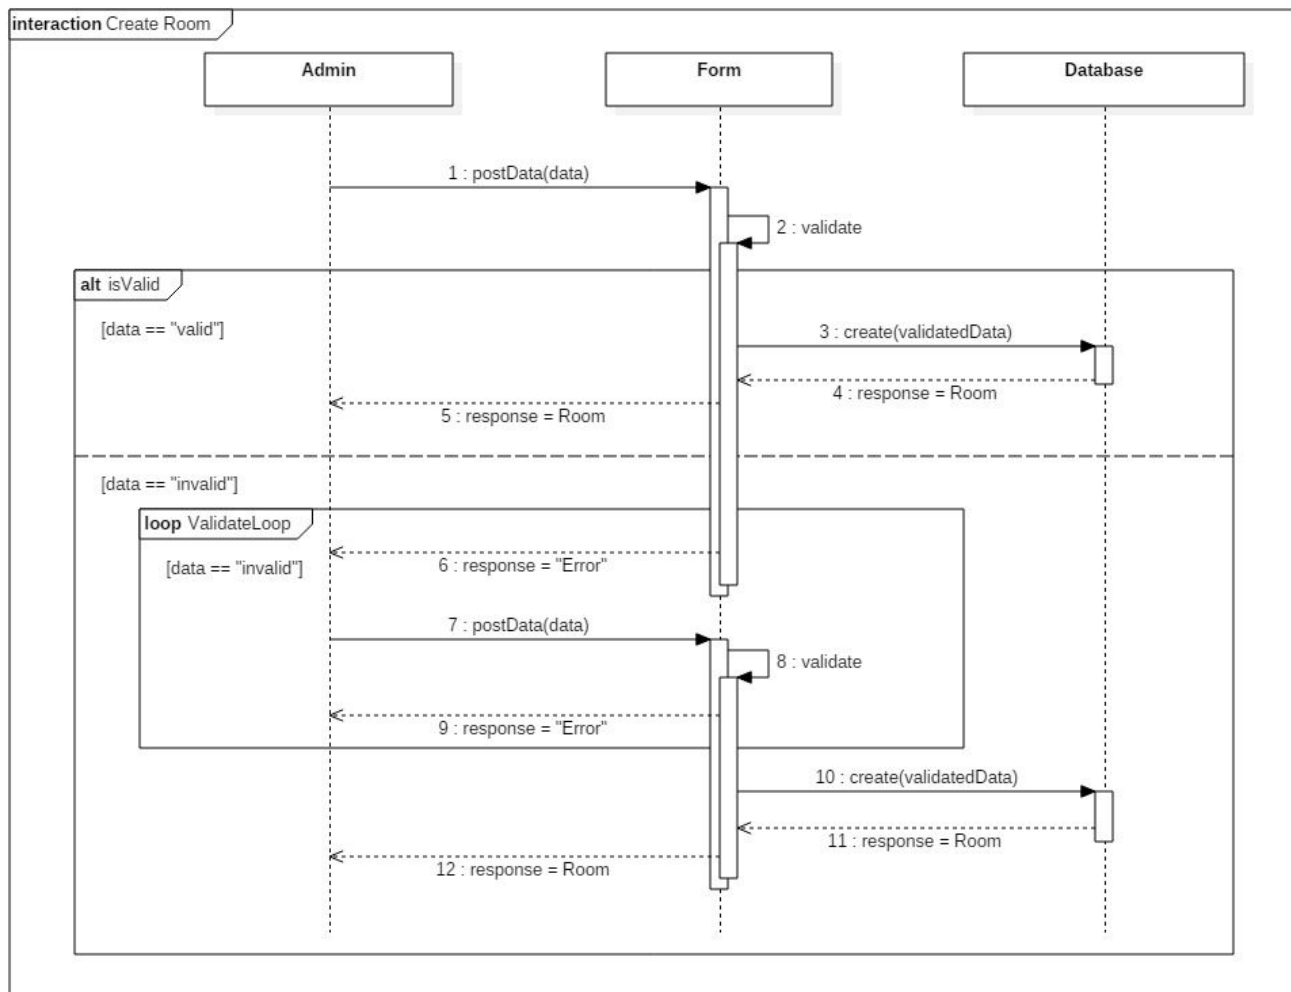 interaction Create Room
Admin
Form
Database
1 : postData(data)
2 : validate
alt isValid
[data == "valid"]
3 : create(validatedData)
4 : response = Room
5 : response = Room
[data == "invalid"]
loop ValidateLoop
[data == "invalid"]
6 : response = "Error"
7 : postData(data)
8 : validate
9 : response = "Error"
10 : create(validatedData)
11 : response = Room
12 : response = Room